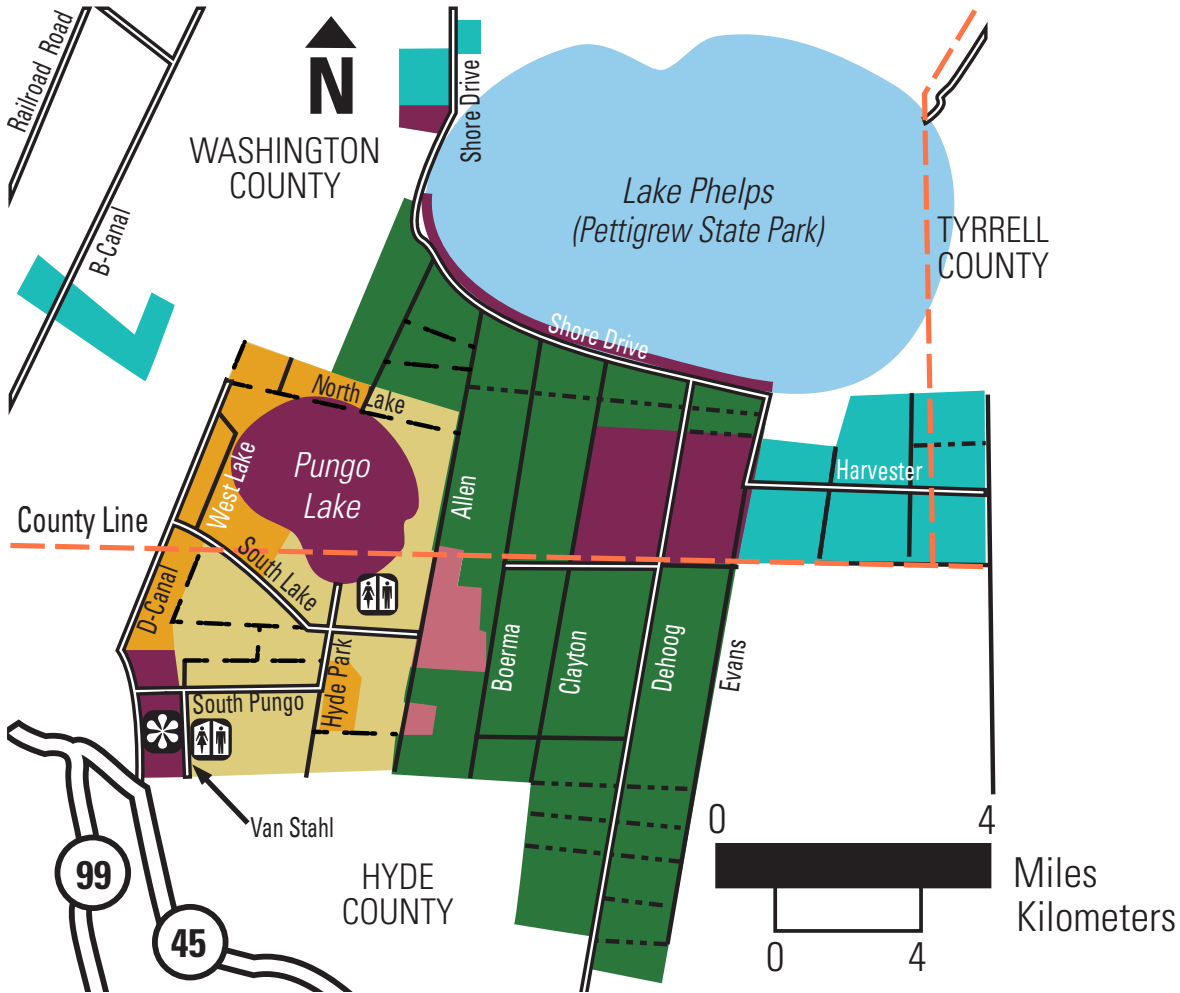 Railroad Road
B-Canal
N
Shore Drive
WASHINGTON
COUNTY
Lake Phelps
(Pettigrew State Park)
TYRRELL
COUNTY
Shore Drive
North Lake
Pungo
Lake
West Lake
Allen
Harvester
County Line
South Lake
D-Canal
Boerma
Clayton
Dehoog
Evans
Hyde Park
South Pungo
Van Stahl
HYDE
COUNTY
99
45
0 4
Miles
Kilometers
0 4